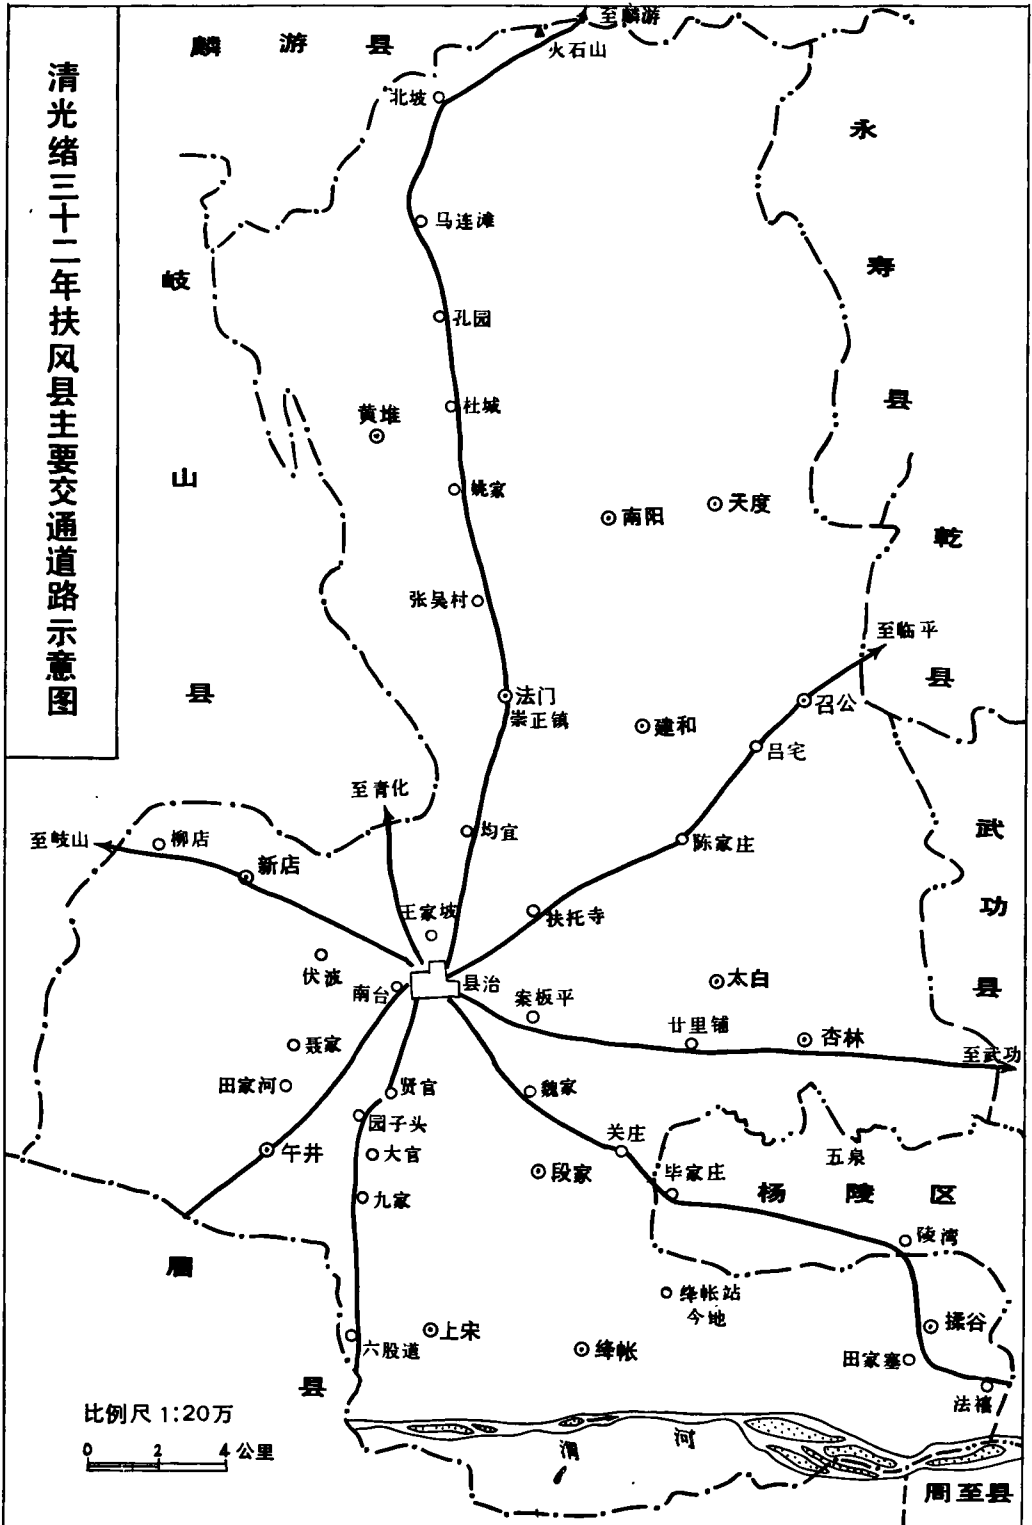 清光绪三十二年扶风县主要交通道路示意图
麟游县
至麟游
火石山
北坡
永寿县
马连滩
岐山县
孔园
杜城
黄堆
姚家
南阳
天度
乾县
张吴村
至临平
法门
崇正镇
召公
建和
吕宅
至青化
至岐山
柳店
新店
均宜
陈家庄
武功县
王家坡
扶托寺
伏波
南台
县治
案板平
太白
廿里铺
杏林
至武功
聂家
田家河
贤官
魏家
园子头
关庄
午井
大官
段家
毕家庄
五泉
杨陵区
九家
陵湾
眉县
绛帐站
今地
上宋
六股道
绛帐
揉谷
田家寨
法禧
比例尺 1:20万
0 2 4 公里
渭河
周至县